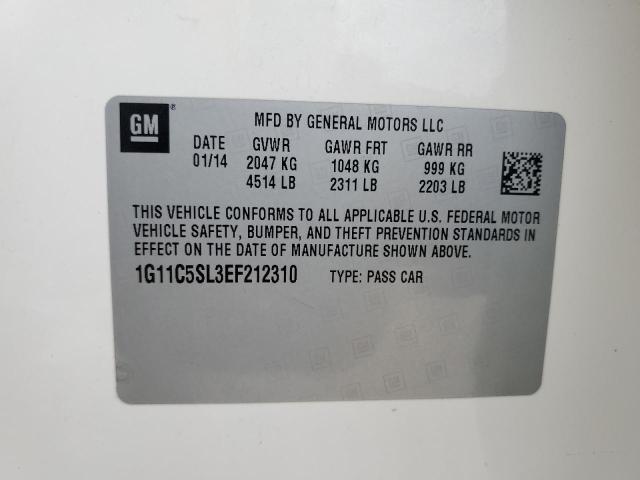 GM®
MFD BY GENERAL MOTORS LLC
DATE GVWR GAWR FRT GAWR RR
01/14 2047 KG 1048 KG 999 KG
4514 LB 2311 LB 2203 LB
THIS VEHICLE CONFORMS TO ALL APPLICABLE U.S. FEDERAL MOTOR
VEHICLE SAFETY, BUMPER, AND THEFT PREVENTION STANDARDS IN
EFFECT ON THE DATE OF MANUFACTURE SHOWN ABOVE.
1G11C5SL3EF212310 TYPE: PASS CAR